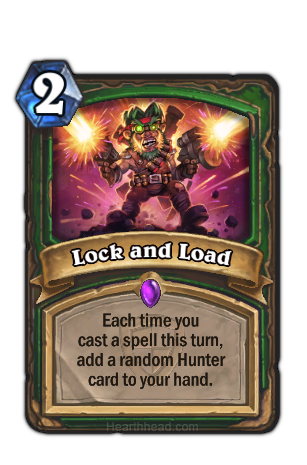 2
Lock and Load
Each time you
cast a spell this turn,
add a random Hunter
card to your hand.
Hearthhead.com